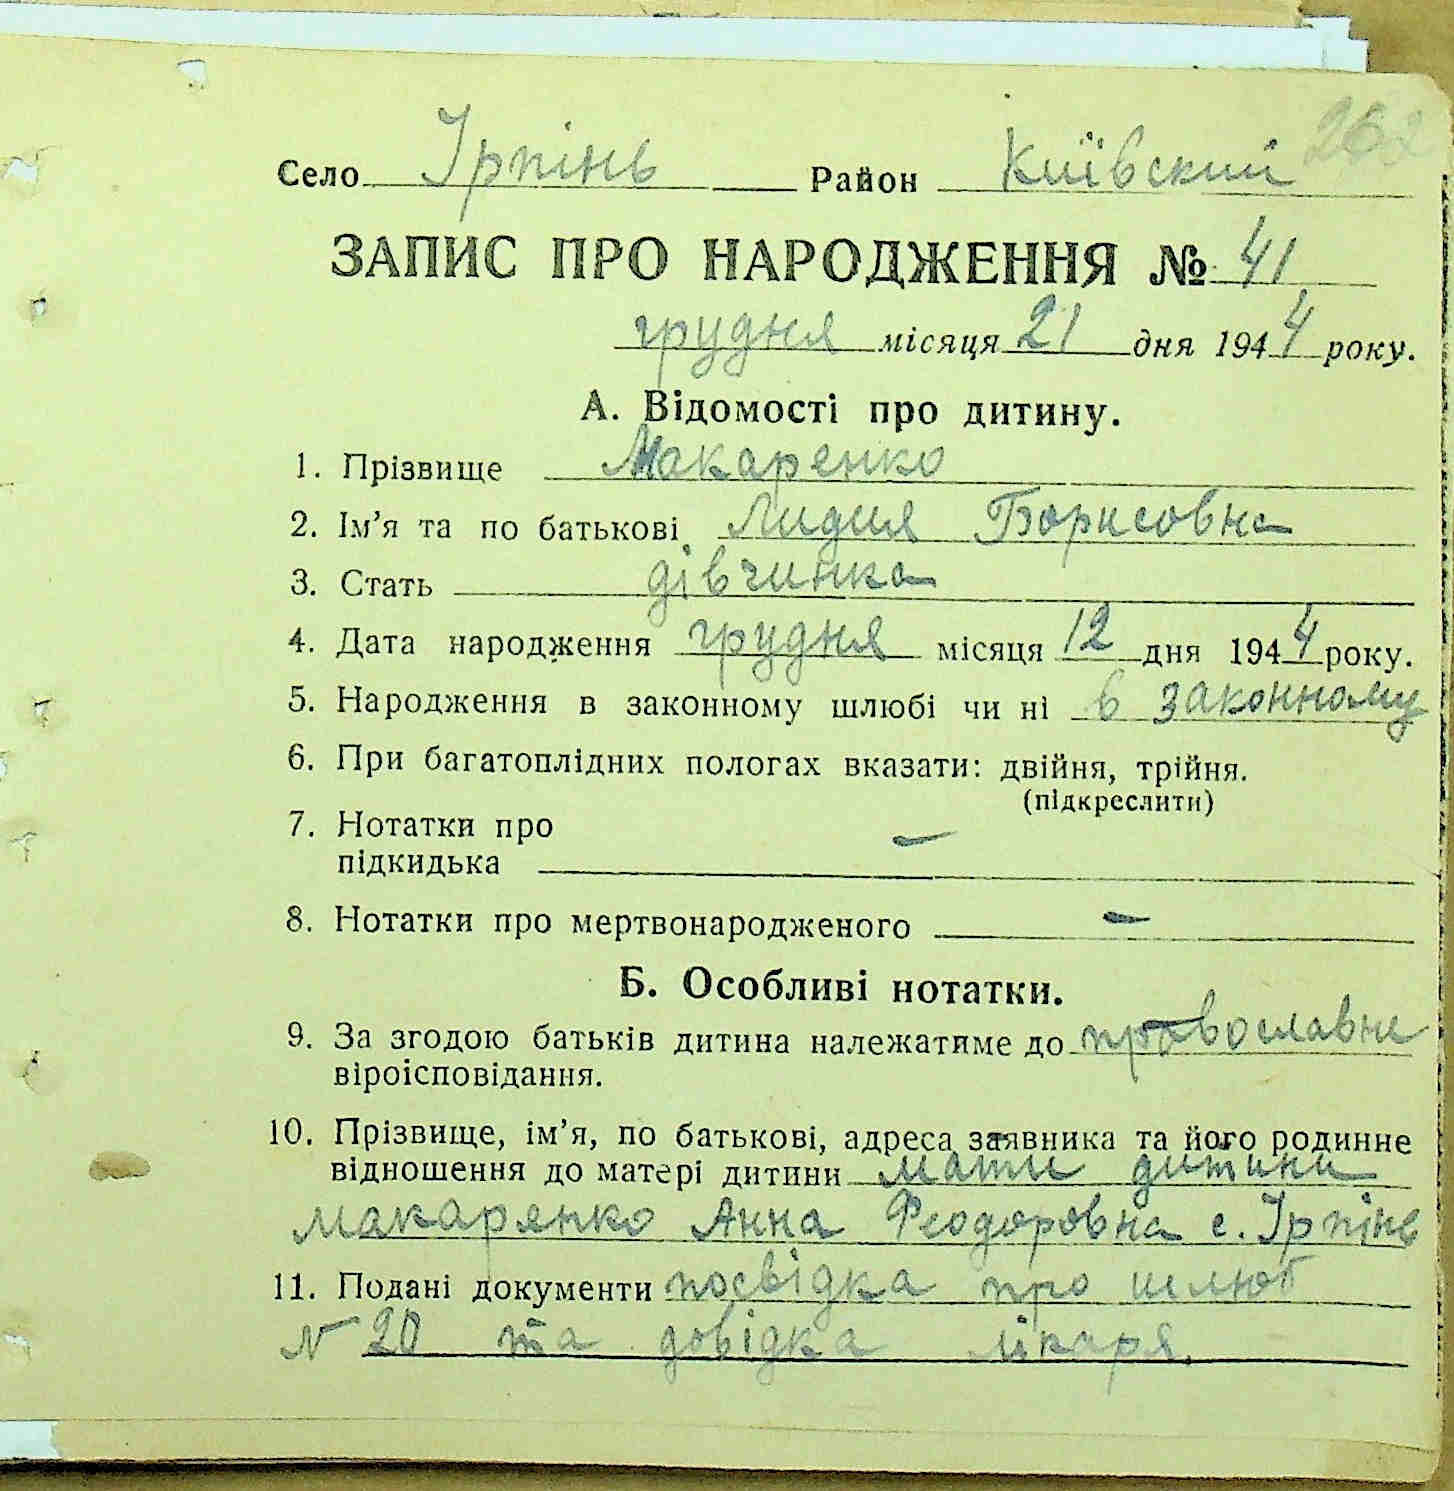 262
Село Ірпінь Район Київский
ЗАПИС ПРО НАРОДЖЕННЯ № 41
грудня місяця 21 дня 1944 року.
А. Відомості про дитину.
1. Прізвище Макаренко
2. Ім’я та по батькові Лидия Борисовна
3. Стать дівчинка
4. Дата народження грудня місяця 12 дня 1944 року.
5. Народження в законному шлюбі чи ні в законному
6. При багатоплідних пологах вказати: двійня, трійня.
(підкреслити)
7. Нотатки про
підкидька –
8. Нотатки про мертвонародженого –
Б. Особливі нотатки.
9. За згодою батьків дитина належатиме до православне
віроісповідання.
10. Прізвище, ім’я, по батькові, адреса заявника та його родинне
відношення до матері дитини мати дитини
Макаренко Анна Феодоровна с. Ірпінь
11. Подані документи посвідка про шлюб
N 20 та довідка лікаря.